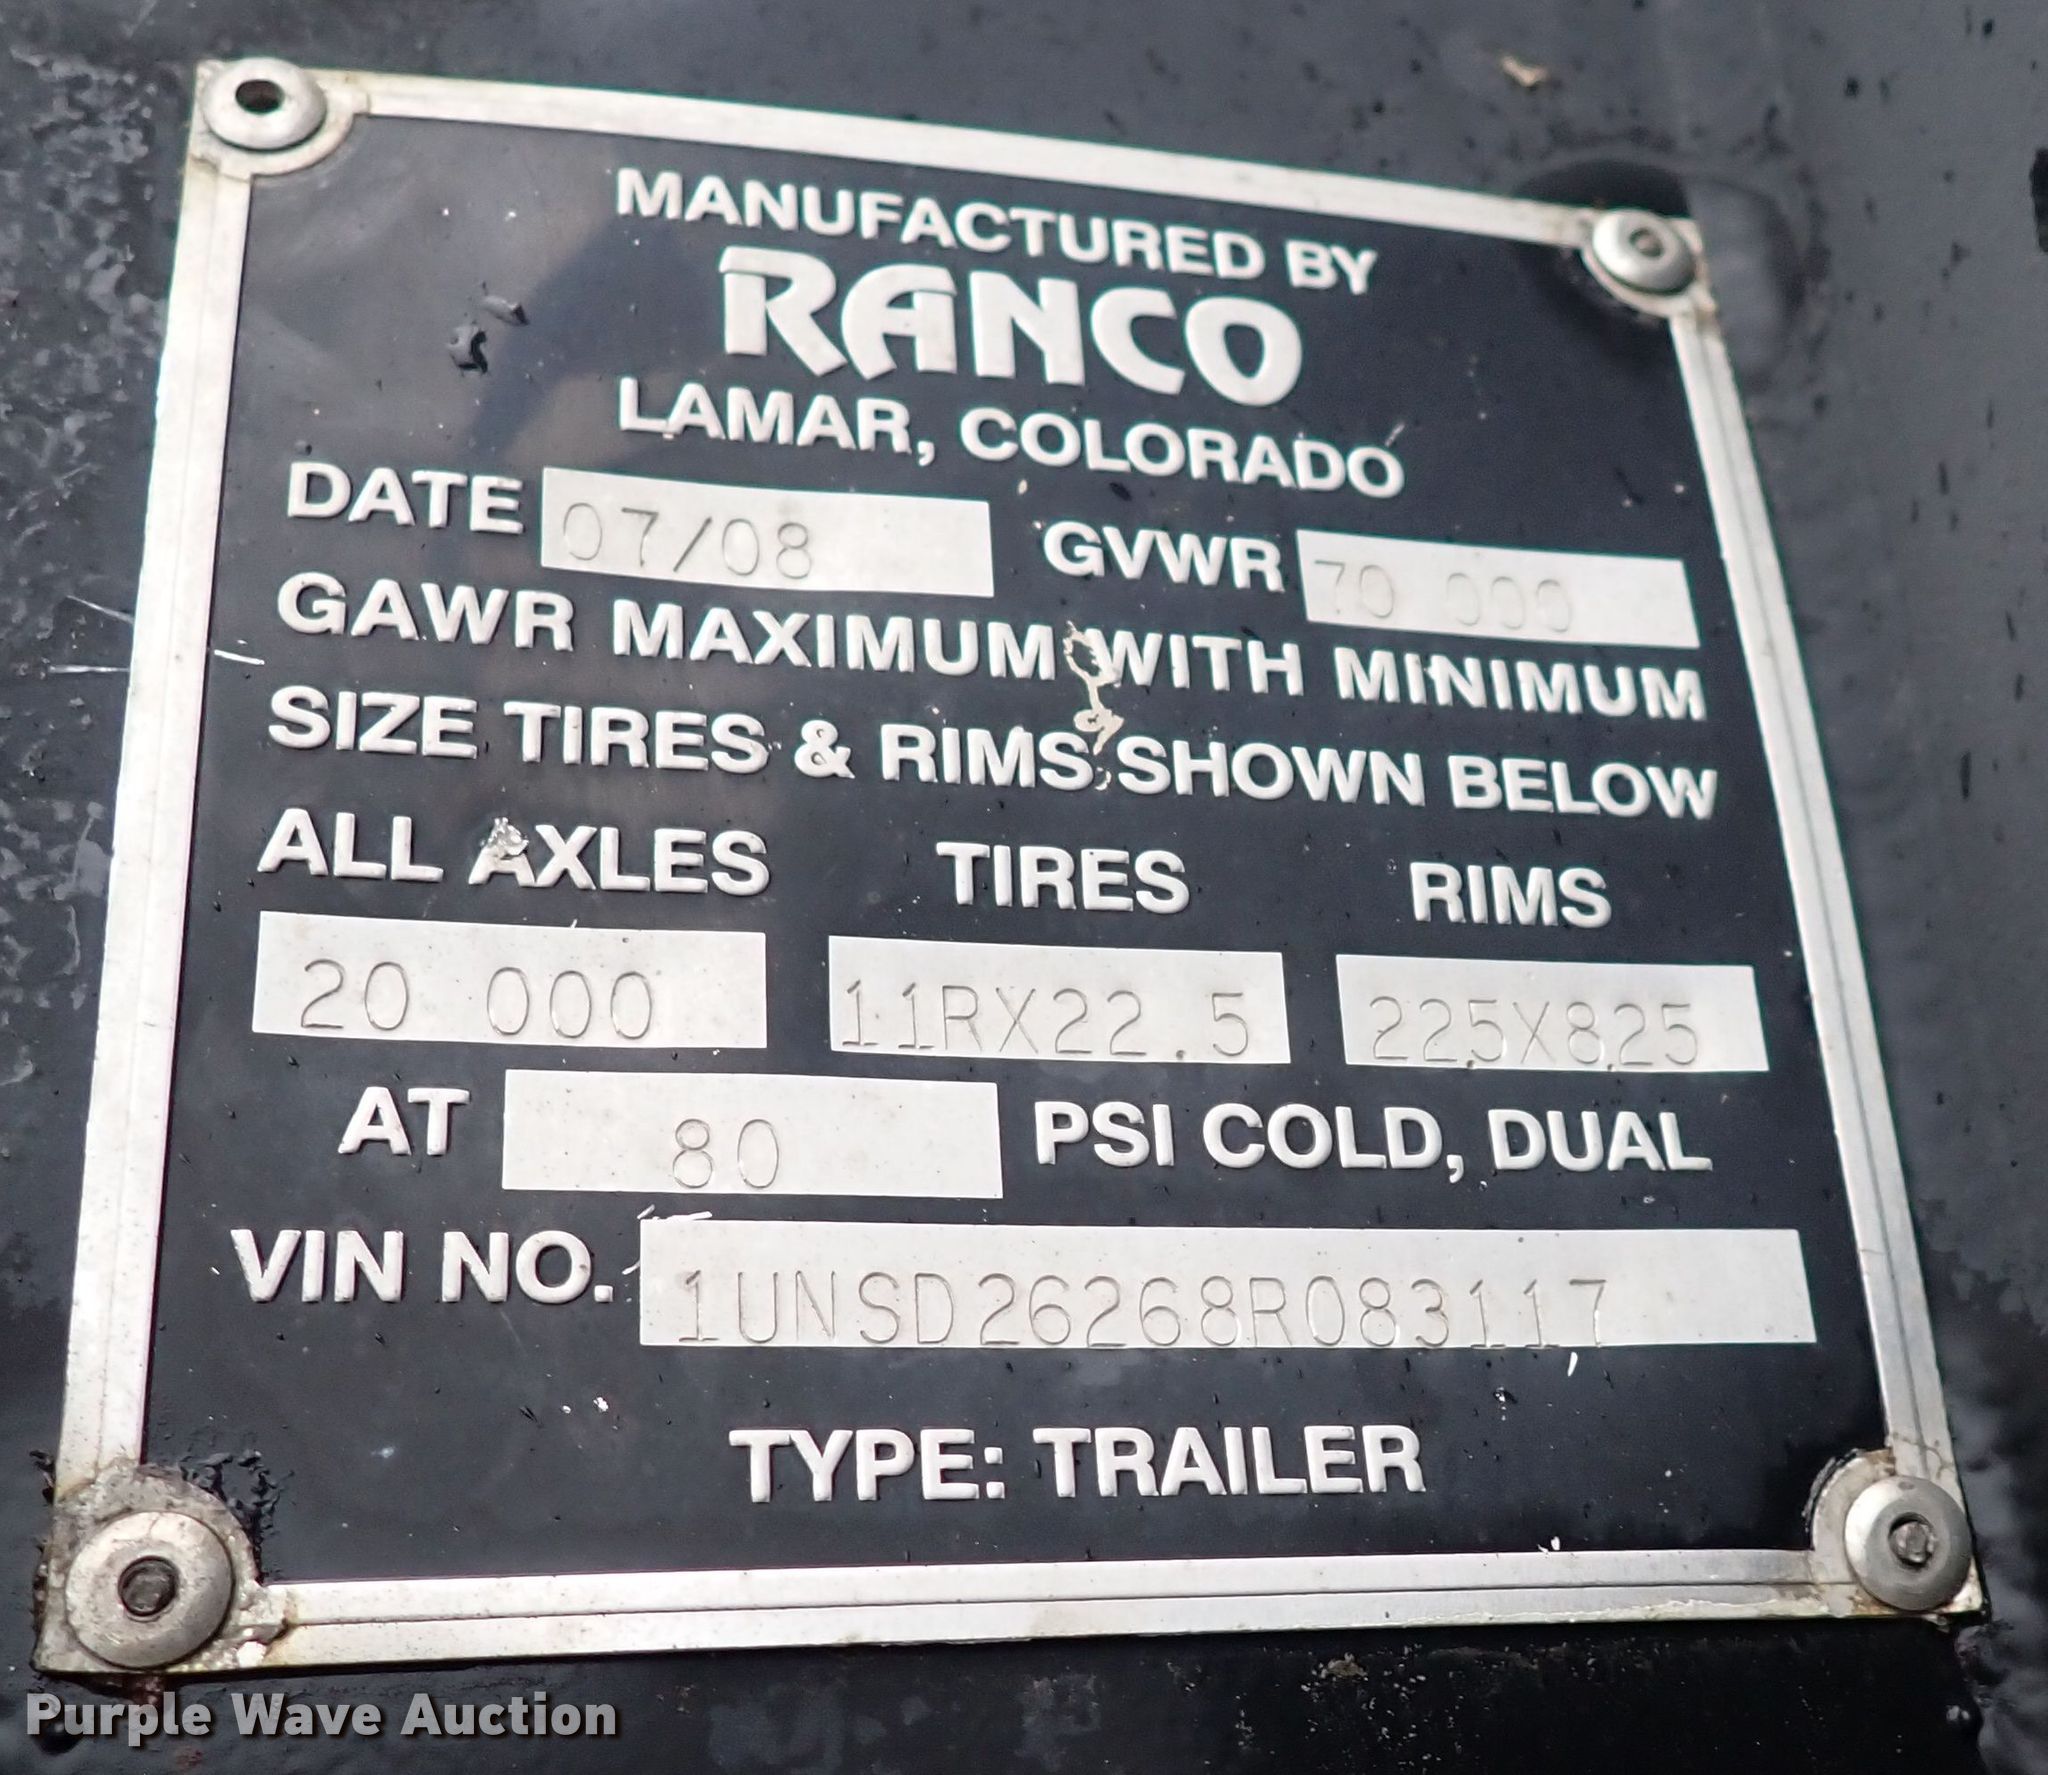 MANUFACTURED BY
RANCO
LAMAR, COLORADO
DATE 07/08 GVWR 70 000
GAWR MAXIMUM WITH MINIMUM
SIZE TIRES & RIMS SHOWN BELOW
ALL AXLES TIRES RIMS
20 000 11RX22.5 225X8.25
AT 80 PSI COLD, DUAL
VIN NO. 1UNSD26268R083117
TYPE: TRAILER
Purple Wave Auction